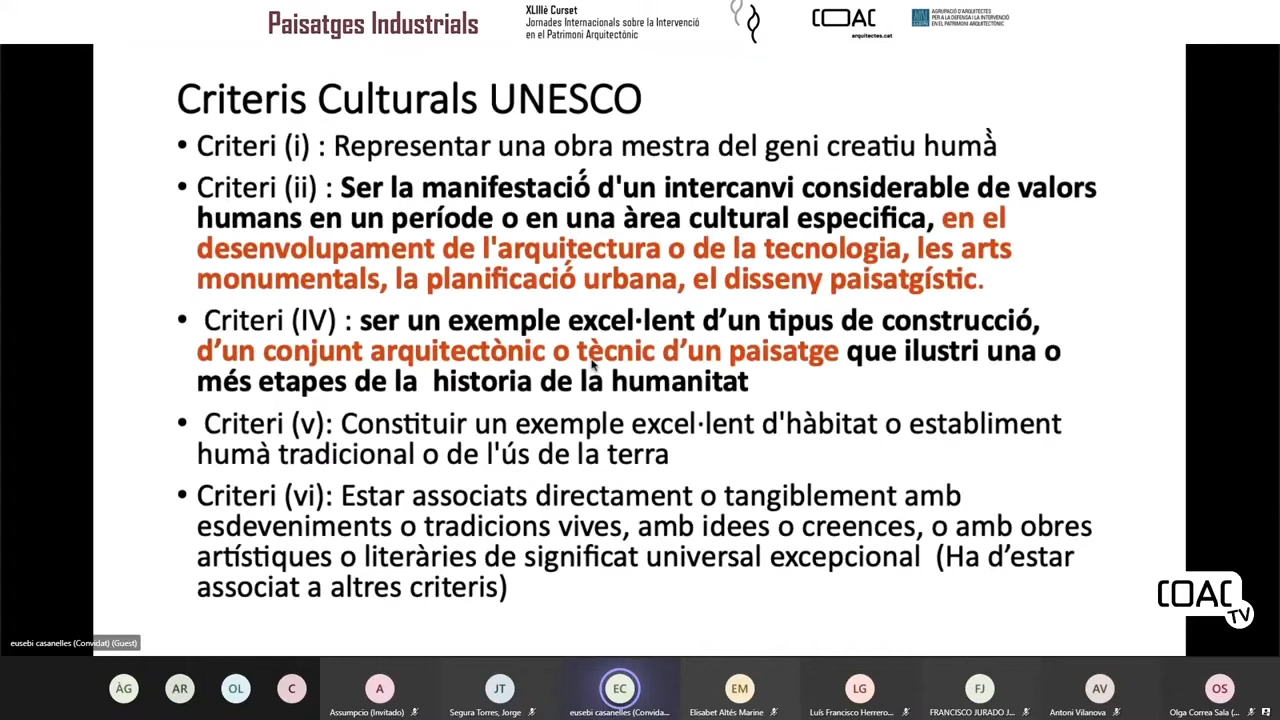 Paisatges Industrials
XLIIIè Curset
Jornades Internacionals sobre la Intervenció
en el Patrimoni Arquitectònic
COAC
arquitectes.cat
AGRUPACIÓ D'ARQUITECTES
PER A LA DEFENSA I LA INTERVENCIÓ
EN EL PATRIMONI ARQUITECTÒNIC
Criteris Culturals UNESCO
• Criteri (i) : Representar una obra mestra del geni creatiu humà̀
• Criteri (ii) : Ser la manifestació d'un intercanvi considerable de valors
humans en un període o en una àrea cultural especifica, en el
desenvolupament de l'arquitectura o de la tecnologia, les arts
monumentals, la planificació urbana, el disseny paisatgístic.
• Criteri (IV) : ser un exemple excel·lent d’un tipus de construcció,
d’un conjunt arquitectònic o tècnic d’un paisatge que ilustri una o
més etapes de la historia de la humanitat
• Criteri (v): Constituir un exemple excel·lent d'hàbitat o establiment
humà tradicional o de l'ús de la terra
• Criteri (vi): Estar associats directament o tangiblement amb
esdeveniments o tradicions vives, amb idees o creences, o amb obres
artístiques o literàries de significat universal excepcional (Ha d’estar
associat a altres criteris)
COAC
TV
eusebi casanelles (Convidat) (Guest)
ÀG AR OL C A JT EC EM LG FJ AV OS
Assumpcio (Invitado) Segura Torres, Jorge eusebi casanelles (Convida... Elisabet Altés Marine Luís Francisco Herrero... FRANCISCO JURADO J... Antoni Vilanova Olga Correa Sala (...